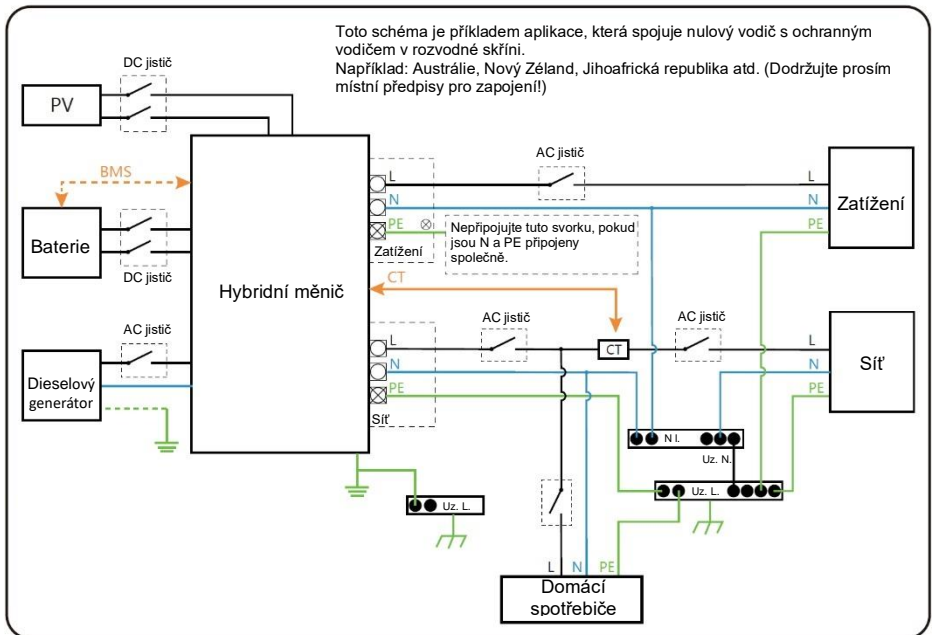 Toto schéma je příkladem aplikace, která spojuje nulový vodič s ochranným
vodičem v rozvodné skříni.
Například: Austrálie, Nový Zéland, Jihoafrická republika atd. (Dodržujte prosím
místní předpisy pro zapojení!)
DC jistič
PV
BMS
Baterie
DC jistič
AC jistič
Dieselový
generátor
Hybridní měnič
L
N
PE
Zatížení
Nepřipojujte tuto svorku, pokud
jsou N a PE připojeny
společně.
AC jistič
L
N
PE
Zatížení
CT
AC jistič
CT
AC jistič
L
N
PE
Síť
L
N
PE
Síť
N l.
Uz. N.
Uz. L.
Uz. L.
L
N
PE
Domácí
spotřebiče